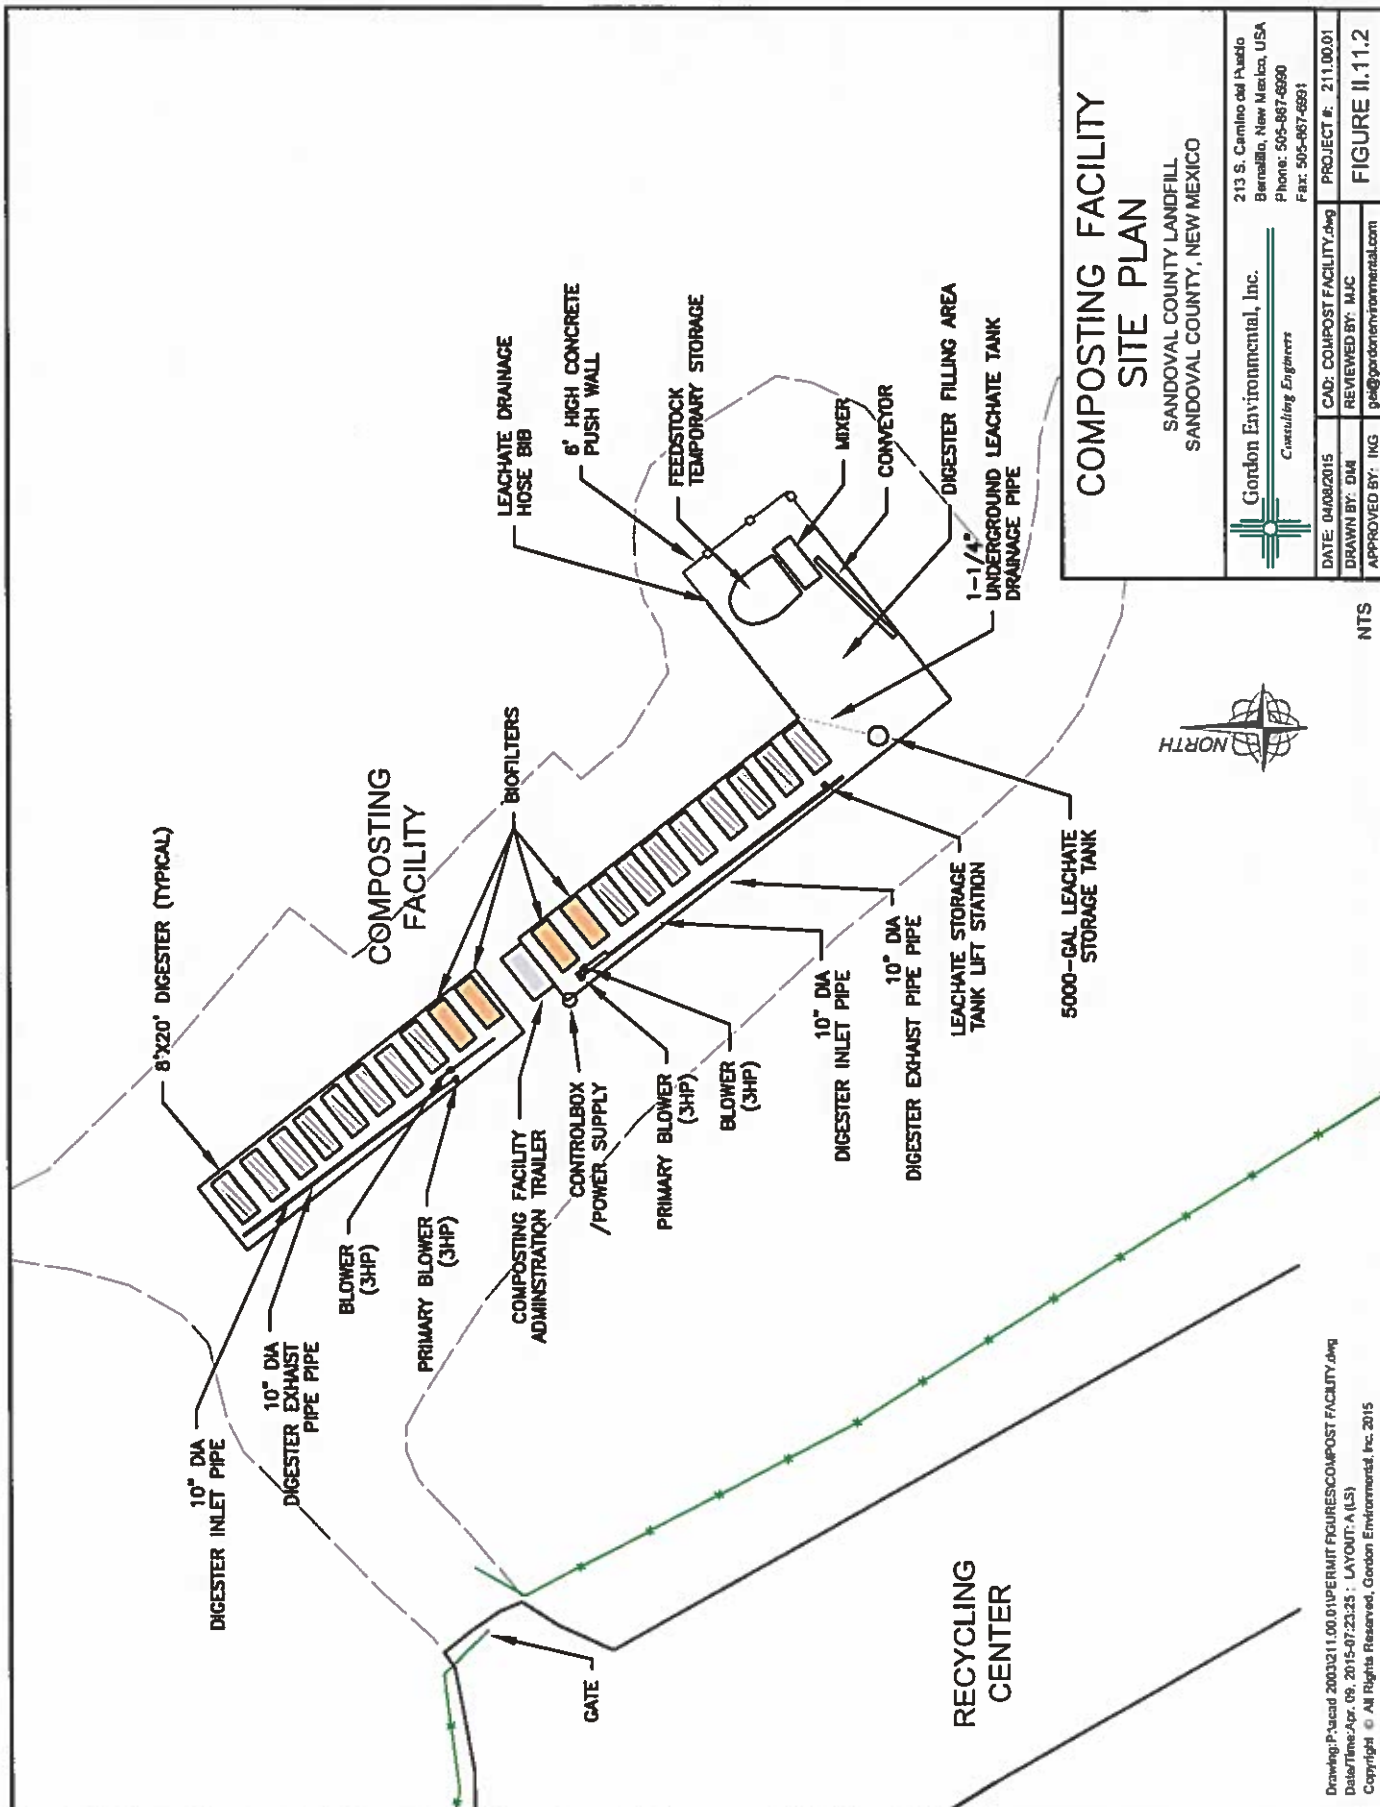 8'X20' DIGESTER (TYPICAL)
COMPOSTING
FACILITY
BIOFILTERS
LEACHATE DRAINAGE
HOSE BIB
6' HIGH CONCRETE
PUSH WALL
FEEDSTOCK
TEMPORARY STORAGE
MIXER
CONVEYOR
DIGESTER FILLING AREA
1-1/4"
UNDERGROUND LEACHATE TANK
DRAINAGE PIPE
10" DIA
DIGESTER INLET PIPE
10" DIA
DIGESTER EXHAIST
PIPE PIPE
BLOWER
(3HP)
PRIMARY BLOWER
(3HP)
COMPOSTING FACILITY
ADMINSTRATION TRAILER
CONTROLBOX
/POWER SUPPLY
PRIMARY BLOWER
(3HP)
BLOWER
(3HP)
10" DIA
DIGESTER INLET PIPE
10" DIA
DIGESTER EXHAIST PIPE PIPE
LEACHATE STORAGE
TANK LIFT STATION
5000-GAL LEACHATE
STORAGE TANK
GATE
RECYCLING
CENTER
NORTH
NTS
COMPOSTING FACILITY
SITE PLAN
SANDOVAL COUNTY LANDFILL
SANDOVAL COUNTY, NEW MEXICO
Gordon Environmental, Inc.
Consulting Engineers
213 S. Camino del Pueblo
Bernalillo, New Mexico, USA
Phone: 505-867-6990
Fax: 505-867-6991
DATE: 04/08/2015 CAD: COMPOST FACILITY.dwg PROJECT #: 211.00.01
DRAWN BY: DMI REVIEWED BY: MJC
APPROVED BY: IKG gei@gordonenvironmental.com
FIGURE II.11.2
Drawing:P:\acad 2003\211.00.01\PERMIT FIGURES\COMPOST FACILITY.dwg
Date/Time:Apr. 09, 2015-07:23:25 ; LAYOUT: A (LS)
Copyright © All Rights Reserved, Gordon Environmental, Inc. 2015